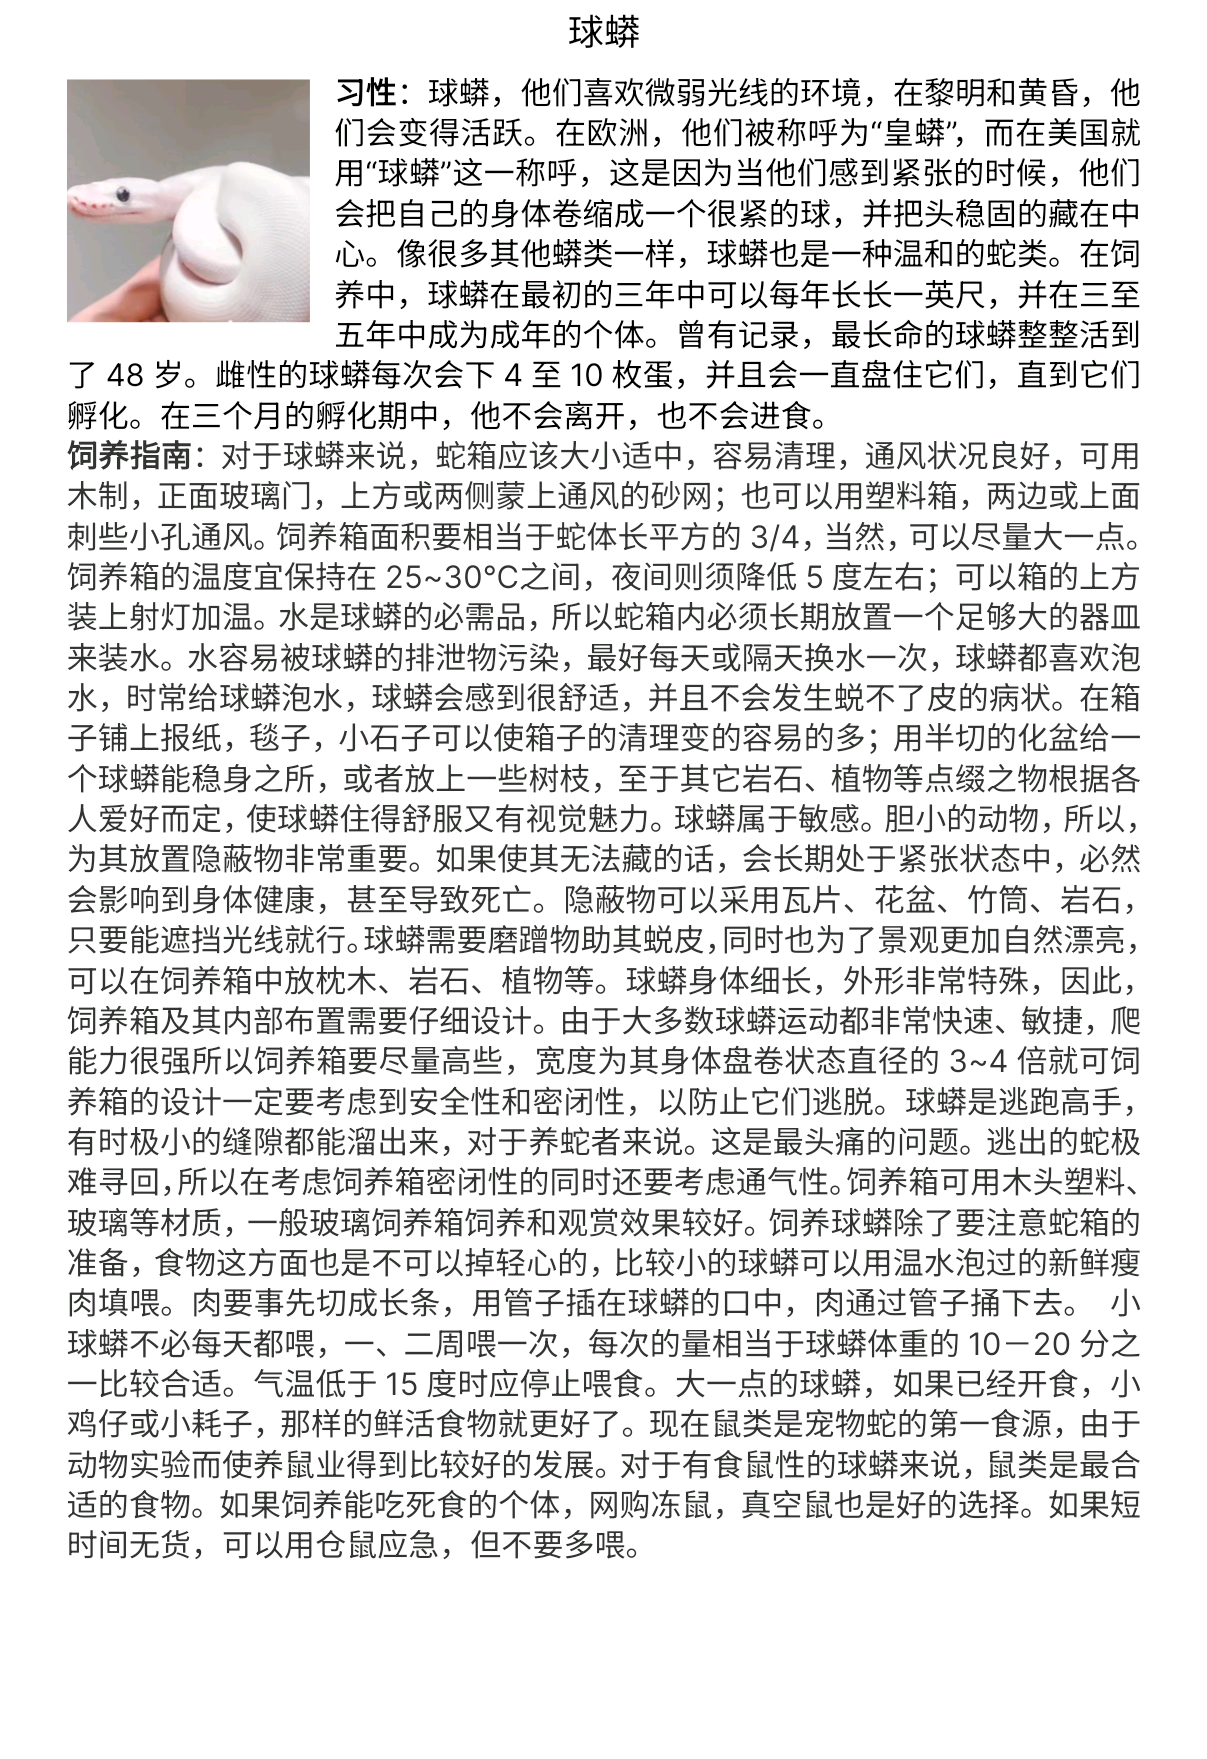 球蟒
习性：球蟒，他们喜欢微弱光线的环境，在黎明和黄昏，他
们会变得活跃。在欧洲，他们被称呼为“皇蟒”，而在美国就
用“球蟒”这一称呼，这是因为当他们感到紧张的时候，他们
会把自己的身体卷缩成一个很紧的球，并把头稳固的藏在中
心。像很多其他蟒类一样，球蟒也是一种温和的蛇类。在饲
养中，球蟒在最初的三年中可以每年长长一英尺，并在三至
五年中成为成年的个体。曾有记录，最长命的球蟒整整活到
了 48 岁。雌性的球蟒每次会下 4 至 10 枚蛋，并且会一直盘住它们，直到它们
孵化。在三个月的孵化期中，他不会离开，也不会进食。
饲养指南：对于球蟒来说，蛇箱应该大小适中，容易清理，通风状况良好，可用
木制，正面玻璃门，上方或两侧蒙上通风的砂网；也可以用塑料箱，两边或上面
刺些小孔通风。饲养箱面积要相当于蛇体长平方的 3/4，当然，可以尽量大一点。
饲养箱的温度宜保持在 25~30°C之间，夜间则须降低 5 度左右；可以箱的上方
装上射灯加温。水是球蟒的必需品，所以蛇箱内必须长期放置一个足够大的器皿
来装水。水容易被球蟒的排泄物污染，最好每天或隔天换水一次，球蟒都喜欢泡
水，时常给球蟒泡水，球蟒会感到很舒适，并且不会发生蜕不了皮的病状。在箱
子铺上报纸，毯子，小石子可以使箱子的清理变的容易的多；用半切的化盆给一
个球蟒能稳身之所，或者放上一些树枝，至于其它岩石、植物等点缀之物根据各
人爱好而定，使球蟒住得舒服又有视觉魅力。球蟒属于敏感。胆小的动物，所以，
为其放置隐蔽物非常重要。如果使其无法藏的话，会长期处于紧张状态中，必然
会影响到身体健康，甚至导致死亡。隐蔽物可以采用瓦片、花盆、竹筒、岩石，
只要能遮挡光线就行。球蟒需要磨蹭物助其蜕皮，同时也为了景观更加自然漂亮，
可以在饲养箱中放枕木、岩石、植物等。球蟒身体细长，外形非常特殊，因此，
饲养箱及其内部布置需要仔细设计。由于大多数球蟒运动都非常快速、敏捷，爬
能力很强所以饲养箱要尽量高些，宽度为其身体盘卷状态直径的 3~4 倍就可饲
养箱的设计一定要考虑到安全性和密闭性，以防止它们逃脱。球蟒是逃跑高手，
有时极小的缝隙都能溜出来，对于养蛇者来说。这是最头痛的问题。逃出的蛇极
难寻回，所以在考虑饲养箱密闭性的同时还要考虑通气性。饲养箱可用木头塑料、
玻璃等材质，一般玻璃饲养箱饲养和观赏效果较好。饲养球蟒除了要注意蛇箱的
准备，食物这方面也是不可以掉轻心的，比较小的球蟒可以用温水泡过的新鲜瘦
肉填喂。肉要事先切成长条，用管子插在球蟒的口中，肉通过管子捅下去。 小
球蟒不必每天都喂，一、二周喂一次，每次的量相当于球蟒体重的 10－20 分之
一比较合适。气温低于 15 度时应停止喂食。大一点的球蟒，如果已经开食，小
鸡仔或小耗子，那样的鲜活食物就更好了。现在鼠类是宠物蛇的第一食源，由于
动物实验而使养鼠业得到比较好的发展。对于有食鼠性的球蟒来说，鼠类是最合
适的食物。如果饲养能吃死食的个体，网购冻鼠，真空鼠也是好的选择。如果短
时间无货，可以用仓鼠应急，但不要多喂。